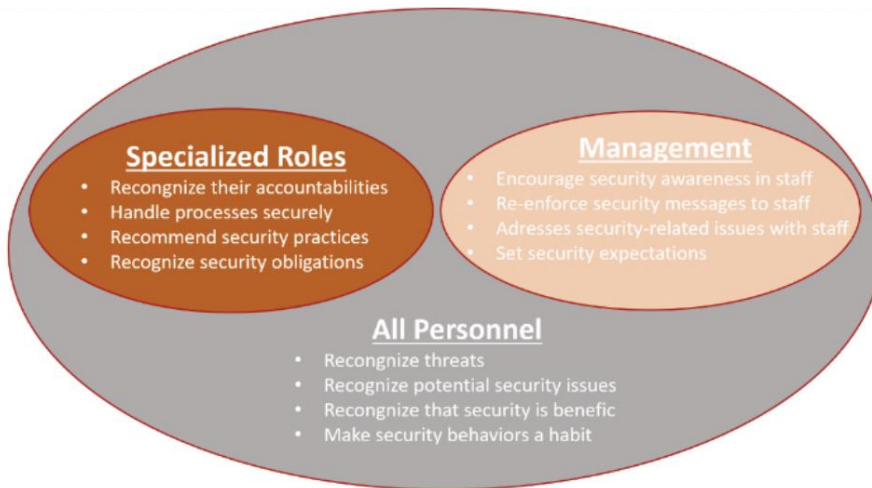 Specialized Roles
• Recongnize their accountabilities
• Handle processes securely
• Recommend security practices
• Recognize security obligations
Management
• Encourage security awareness in staff
• Re-enforce security messages to staff
• Adresses security-related issues with staff
• Set security expectations
All Personnel
• Recongnize threats
• Recognize potential security issues
• Recongnize that security is benefic
• Make security behaviors a habit